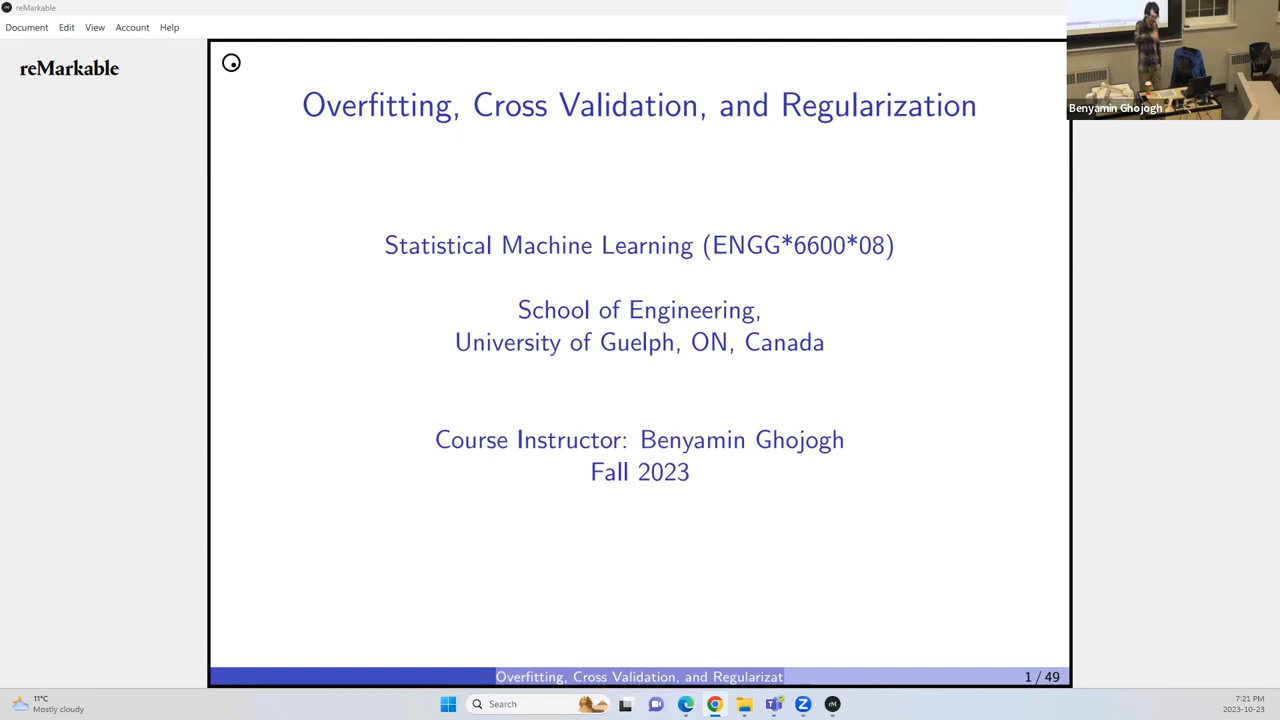 reMarkable
Document Edit View Account Help
reMarkable
Overfitting, Cross Validation, and Regularization
Statistical Machine Learning (ENGG*6600*08)
School of Engineering,
University of Guelph, ON, Canada
Course Instructor: Benyamin Ghojogh
Fall 2023
Overfitting, Cross Validation, and Regularizat
1 / 49
Benyamin Ghojogh
11°C
Mostly cloudy
Search
7:21 PM
2023-10-23